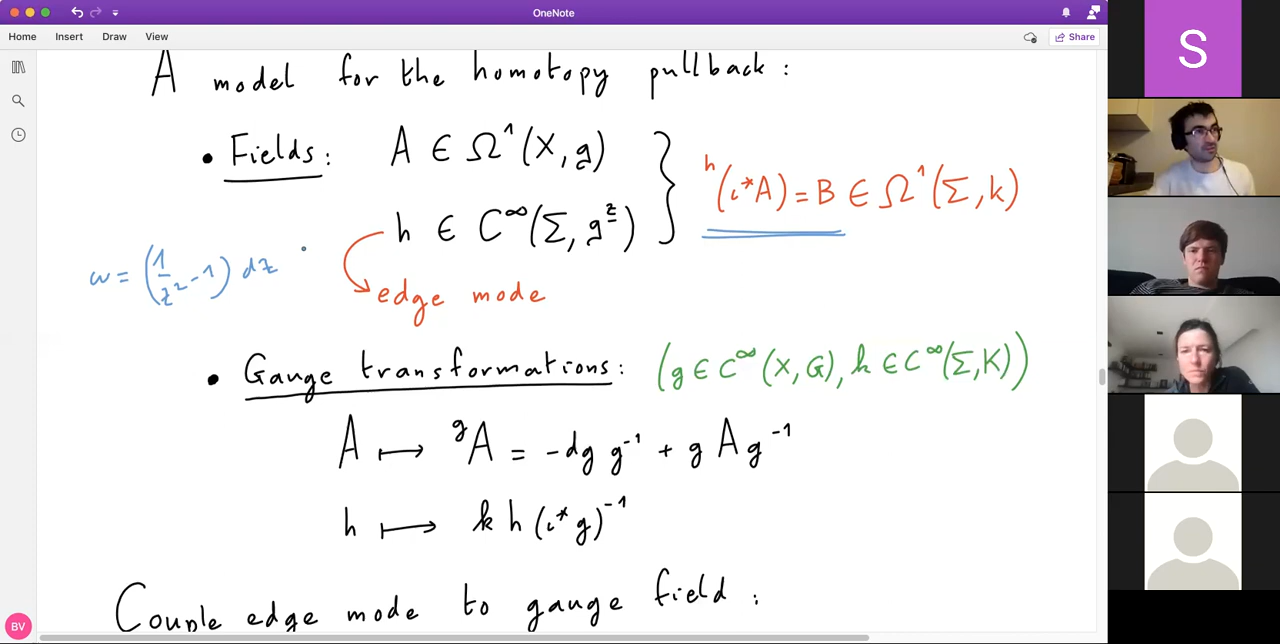 OneNote
Home Insert Draw View
Share
A model for the homotopy pullback :
• Fields : A ∈ Ω¹(X, g)
h ∈ C^∞(Σ, g^z)
ʰ(ι*A) = B ∈ Ω¹(Σ, k)
ω = (1/z² - 1) dz
edge mode
• Gauge transformations : (g ∈ C^∞(X, G), k ∈ C^∞(Σ, K))
A ⟼ ᵍA = -dg g⁻¹ + g A g⁻¹
h ⟼ k h (ι*g)⁻¹
Couple edge mode to gauge field :
BV
S